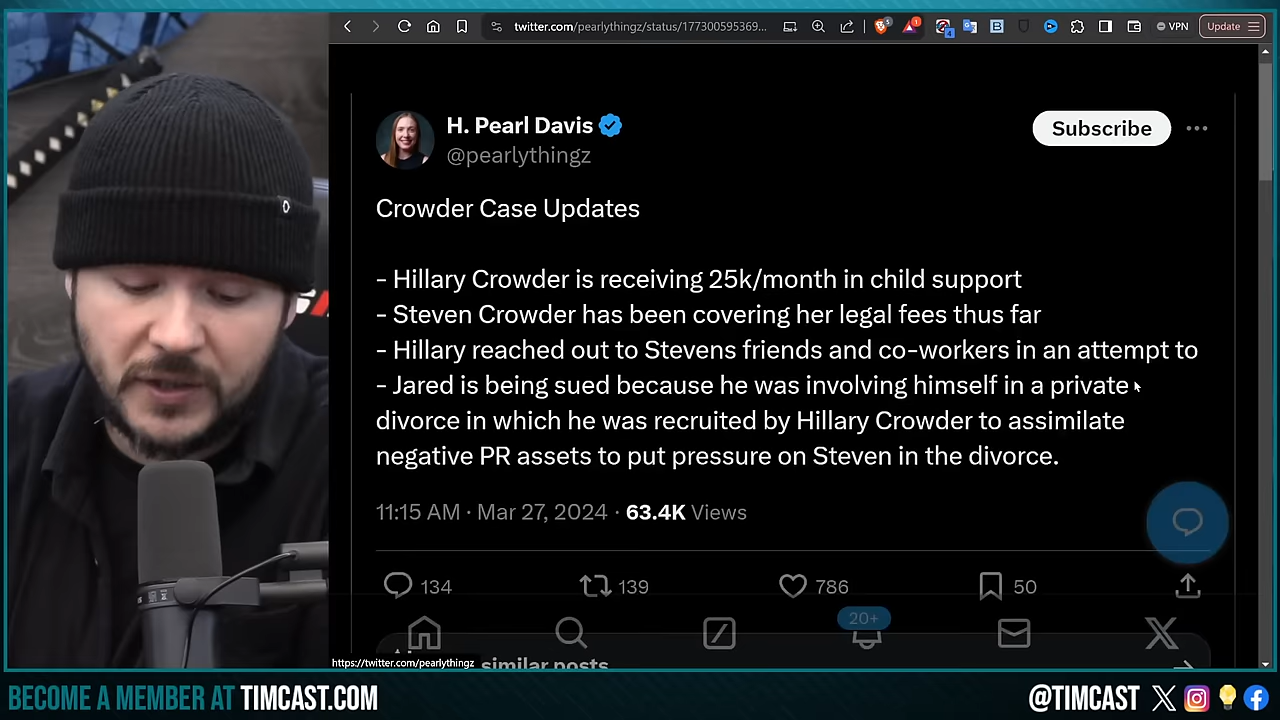 twitter.com/pearlythingz/status/177300595369...
VPN
Update
H. Pearl Davis
@pearlythingz
Subscribe
Crowder Case Updates
- Hillary Crowder is receiving 25k/month in child support
- Steven Crowder has been covering her legal fees thus far
- Hillary reached out to Stevens friends and co-workers in an attempt to
- Jared is being sued because he was involving himself in a private
divorce in which he was recruited by Hillary Crowder to assimilate
negative PR assets to put pressure on Steven in the divorce.
11:15 AM · Mar 27, 2024 · 63.4K Views
134 139 786 50
20+
https://twitter.com/pearlythingz
similar posts
BECOME A MEMBER AT TIMCAST.COM
@TIMCAST